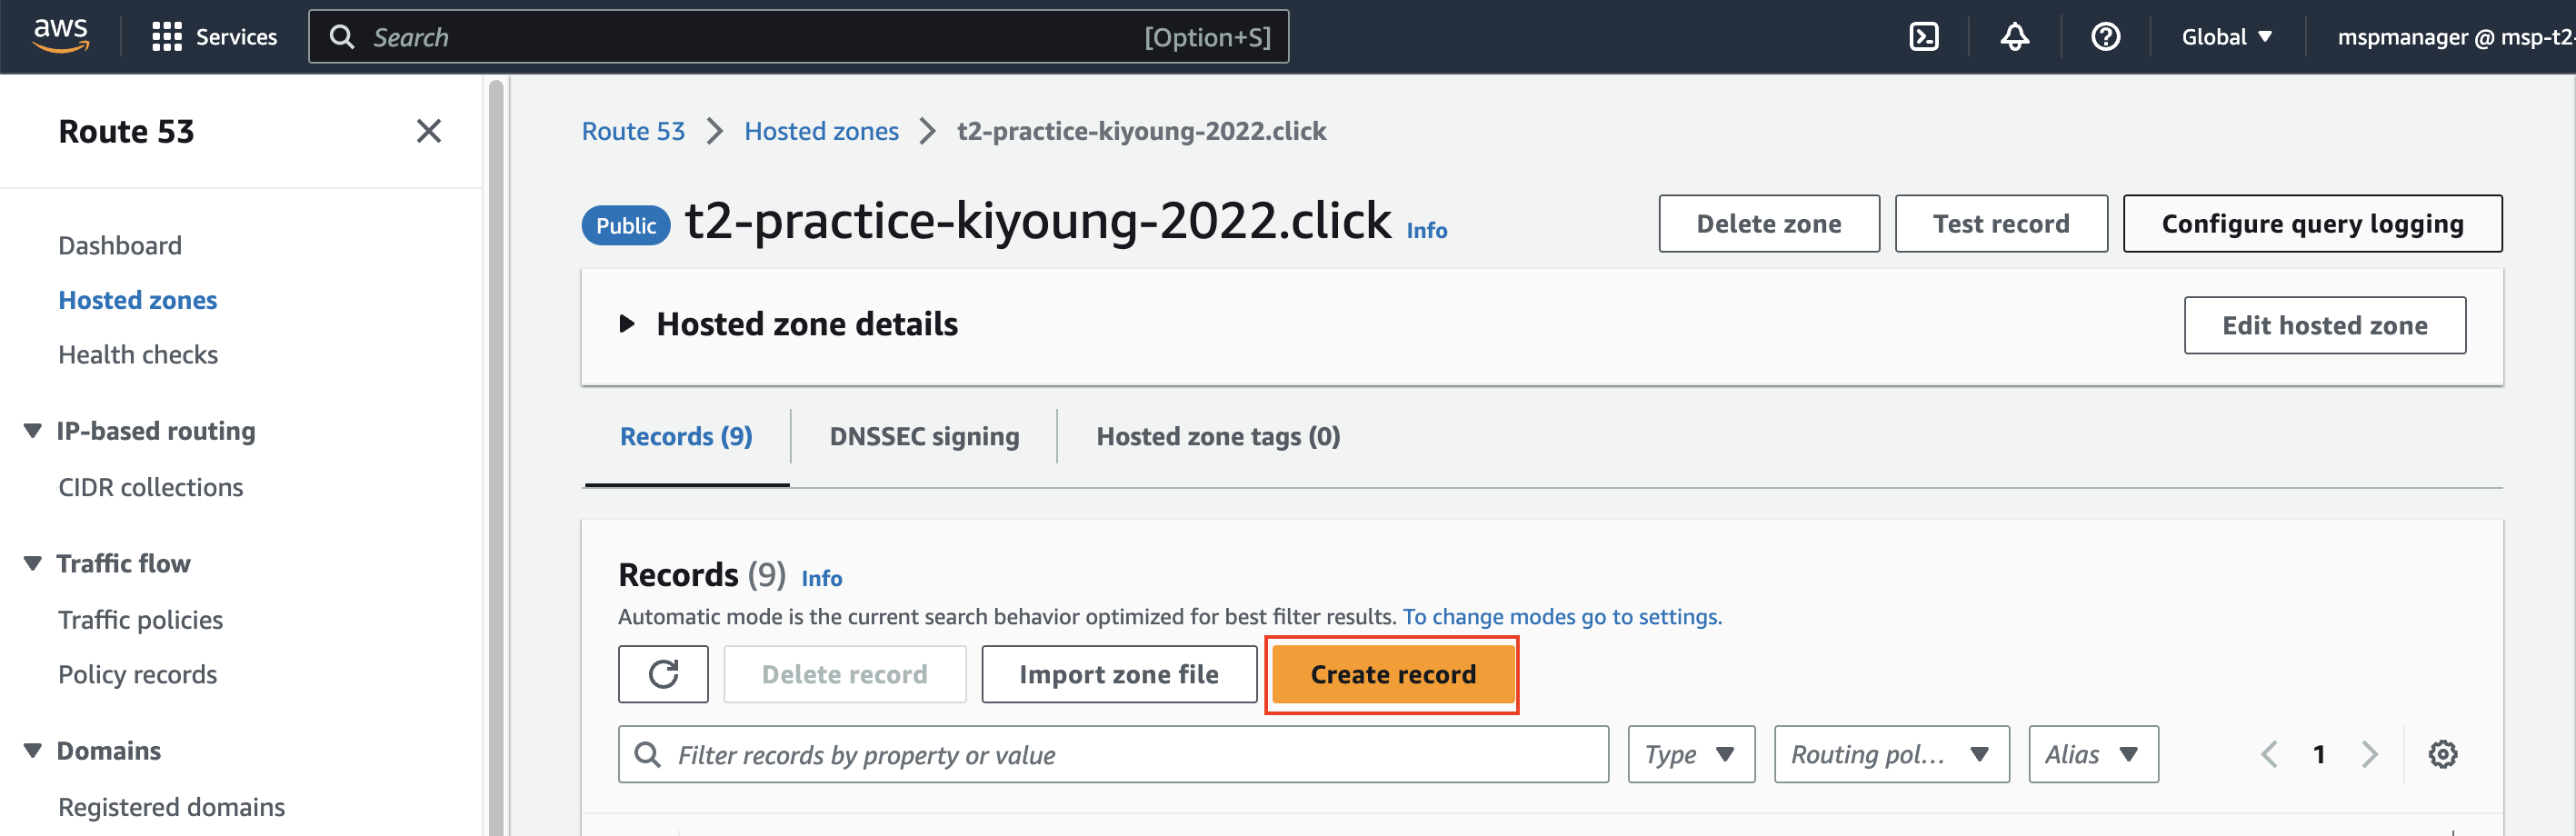 aws
Services
Search
[Option+S]
Global
mspmanager @ msp-t2-
Route 53
Dashboard
Hosted zones
Health checks
IP-based routing
CIDR collections
Traffic flow
Traffic policies
Policy records
Domains
Registered domains
Route 53
Hosted zones
t2-practice-kiyoung-2022.click
Public
t2-practice-kiyoung-2022.click
Info
Delete zone
Test record
Configure query logging
Hosted zone details
Edit hosted zone
Records (9)
DNSSEC signing
Hosted zone tags (0)
Records (9)
Info
Automatic mode is the current search behavior optimized for best filter results. To change modes go to settings.
Delete record
Import zone file
Create record
Filter records by property or value
Type
Routing pol...
Alias
1